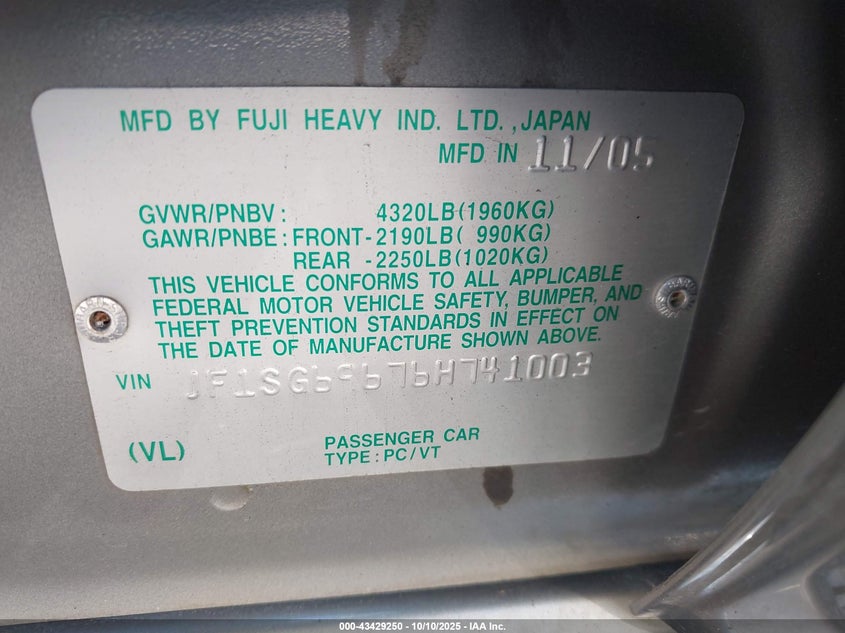 MFD BY FUJI HEAVY IND. LTD.,JAPAN
MFD IN 11/05
GVWR/PNBV: 4320LB(1960KG)
GAWR/PNBE:FRONT-2190LB( 990KG)
REAR -2250LB(1020KG)
THIS VEHICLE CONFORMS TO ALL APPLICABLE
FEDERAL MOTOR VEHICLE SAFETY, BUMPER, AND
THEFT PREVENTION STANDARDS IN EFFECT ON
THE DATE OF MANUFACTURE SHOWN ABOVE.
VIN JF1SG69676H741003
(VL) PASSENGER CAR
TYPE:PC/VT
000-43429250 - 10/10/2025 - IAA Inc.